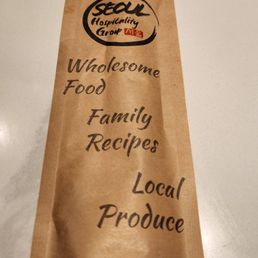 SEOUL
Hospitality
Group
Wholesome
Food
Family
Recipes
Local
Produce